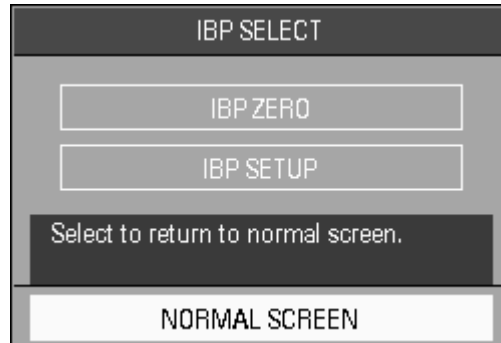 IBP SELECT
IBP ZERO
IBP SETUP
Select to return to normal screen.
NORMAL SCREEN